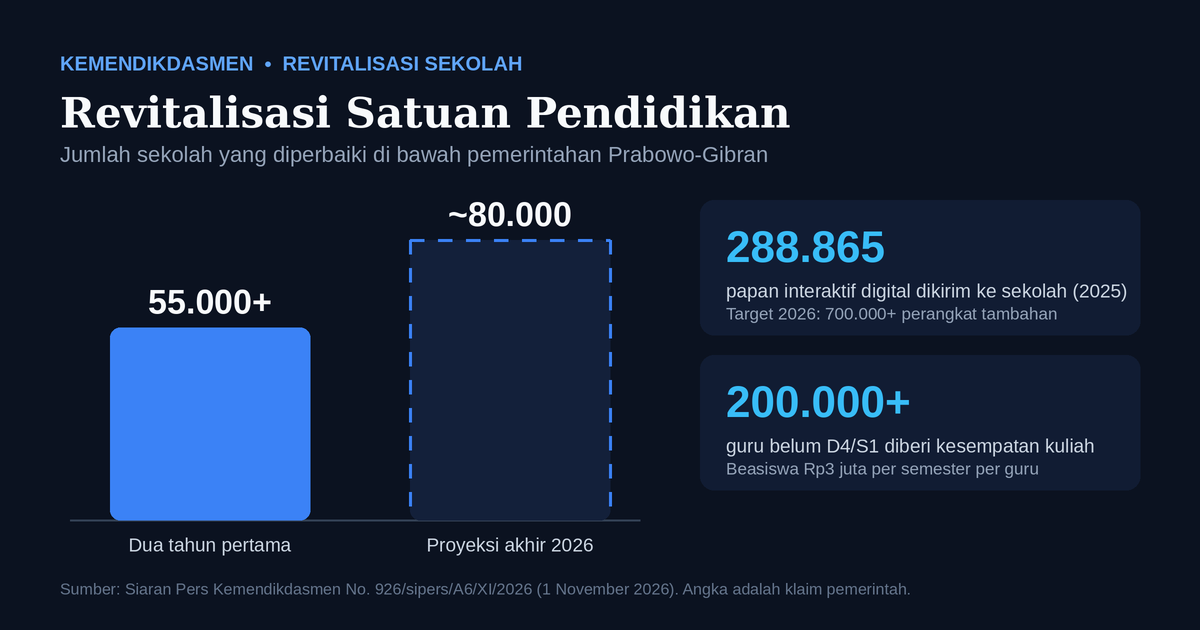 KEMENDIKDASMEN • REVITALISASI SEKOLAH
Revitalisasi Satuan Pendidikan
Jumlah sekolah yang diperbaiki di bawah pemerintahan Prabowo-Gibran
55.000+
Dua tahun pertama
~80.000
Proyeksi akhir 2026
288.865
papan interaktif digital dikirim ke sekolah (2025)
Target 2026: 700.000+ perangkat tambahan
200.000+
guru belum D4/S1 diberi kesempatan kuliah
Beasiswa Rp3 juta per semester per guru
Sumber: Siaran Pers Kemendikdasmen No. 926/sipers/A6/XI/2026 (1 November 2026). Angka adalah klaim pemerintah.